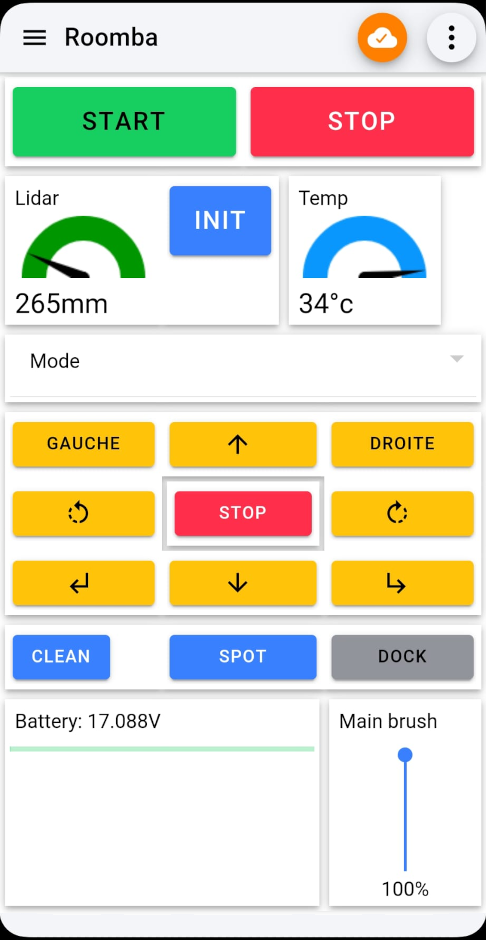 Roomba
START
STOP
Lidar
INIT
265mm
Temp
34°c
Mode
GAUCHE
DROITE
STOP
CLEAN
SPOT
DOCK
Battery: 17.088V
Main brush
100%